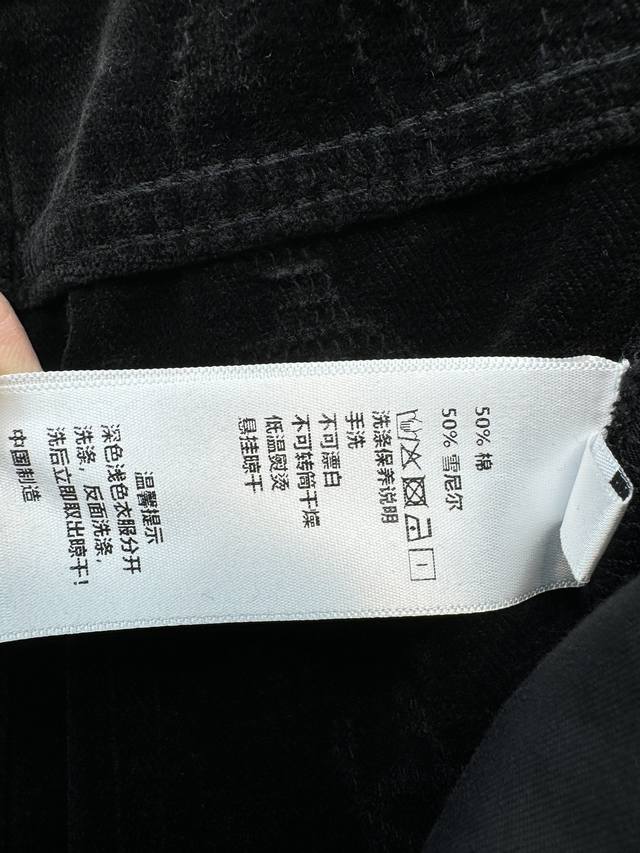 50% 棉
50% 雪尼尔
洗涤保养说明
手洗
不可漂白
不可转筒干燥
低温熨烫
悬挂晾干
温馨提示
深色浅色衣服分开
洗涤，反面洗涤，
洗后立即取出晾干！
中国制造